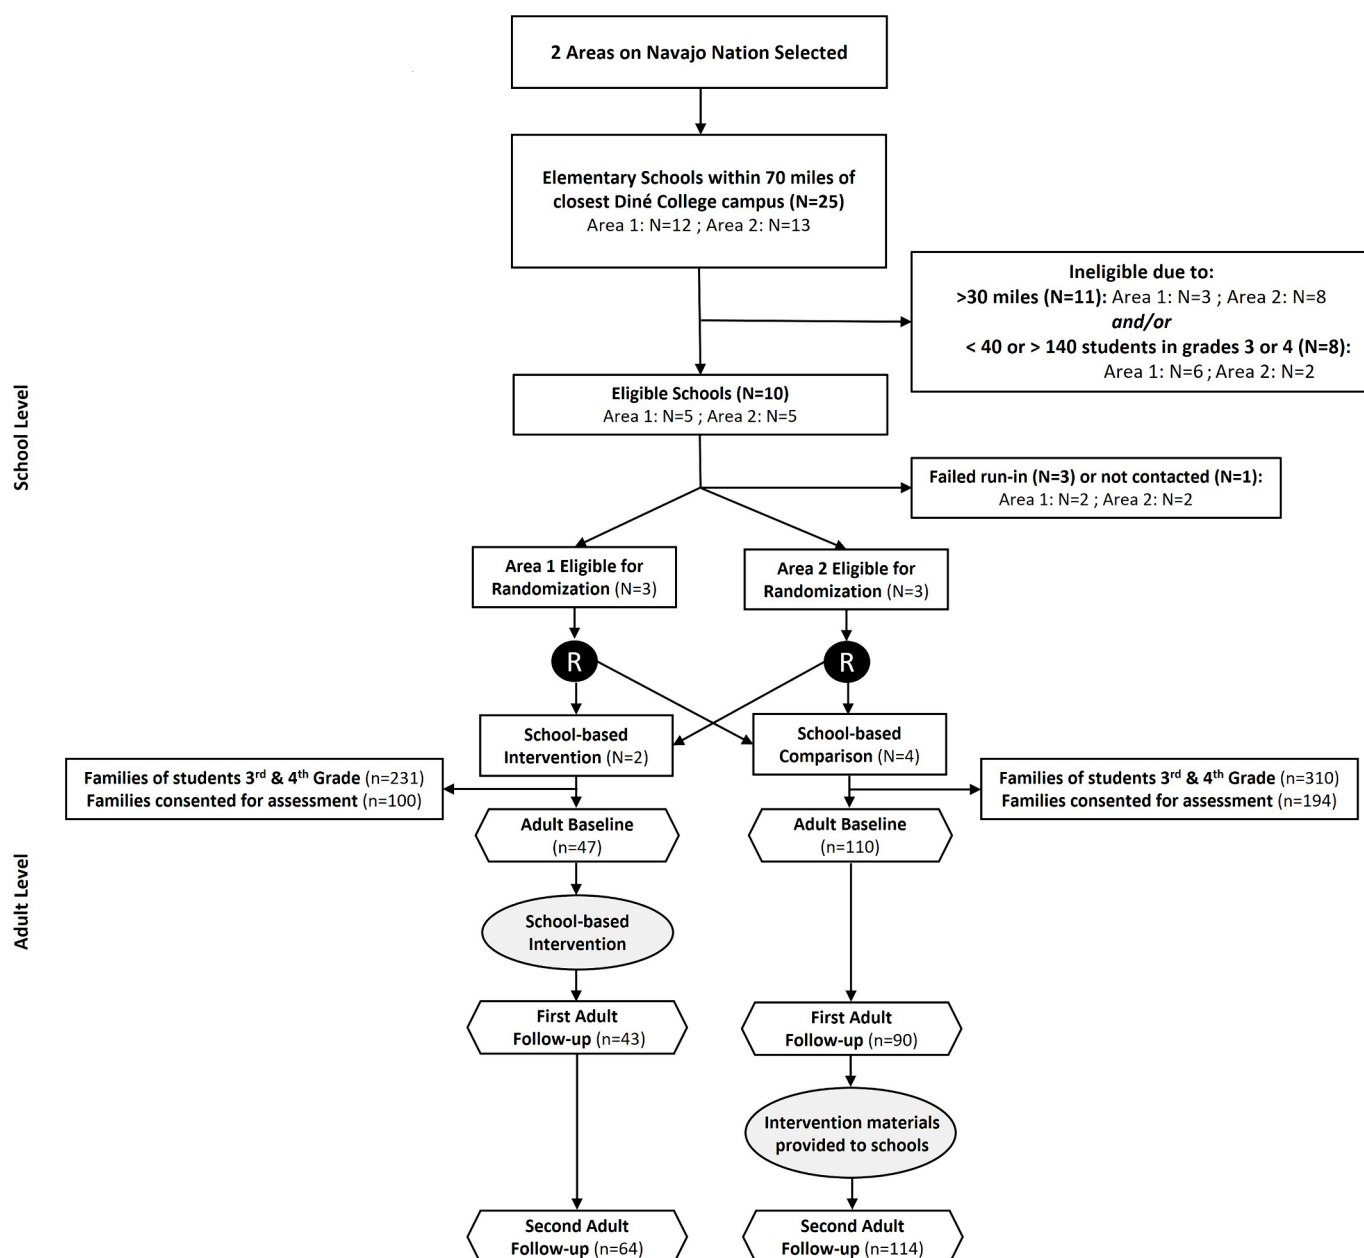 2 Areas on Navajo Nation Selected
Elementary Schools within 70 miles of
closest Diné College campus (N=25)
Area 1: N=12 ; Area 2: N=13
Ineligible due to:
>30 miles (N=11): Area 1: N=3 ; Area 2: N=8
and/or
< 40 or > 140 students in grades 3 or 4 (N=8):
Area 1: N=6 ; Area 2: N=2
Eligible Schools (N=10)
Area 1: N=5 ; Area 2: N=5
School Level
Failed run-in (N=3) or not contacted (N=1):
Area 1: N=2 ; Area 2: N=2
Area 1 Eligible for
Randomization (N=3)
Area 2 Eligible for
Randomization (N=3)
R
R
School-based
Intervention (N=2)
School-based
Comparison (N=4)
Families of students 3rd & 4th Grade (n=231)
Families consented for assessment (n=100)
Families of students 3rd & 4th Grade (n=310)
Families consented for assessment (n=194)
Adult Baseline
(n=47)
Adult Baseline
(n=110)
Adult Level
School-based
Intervention
First Adult
Follow-up (n=43)
First Adult
Follow-up (n=90)
Intervention materials
provided to schools
Second Adult
Follow-up (n=64)
Second Adult
Follow-up (n=114)